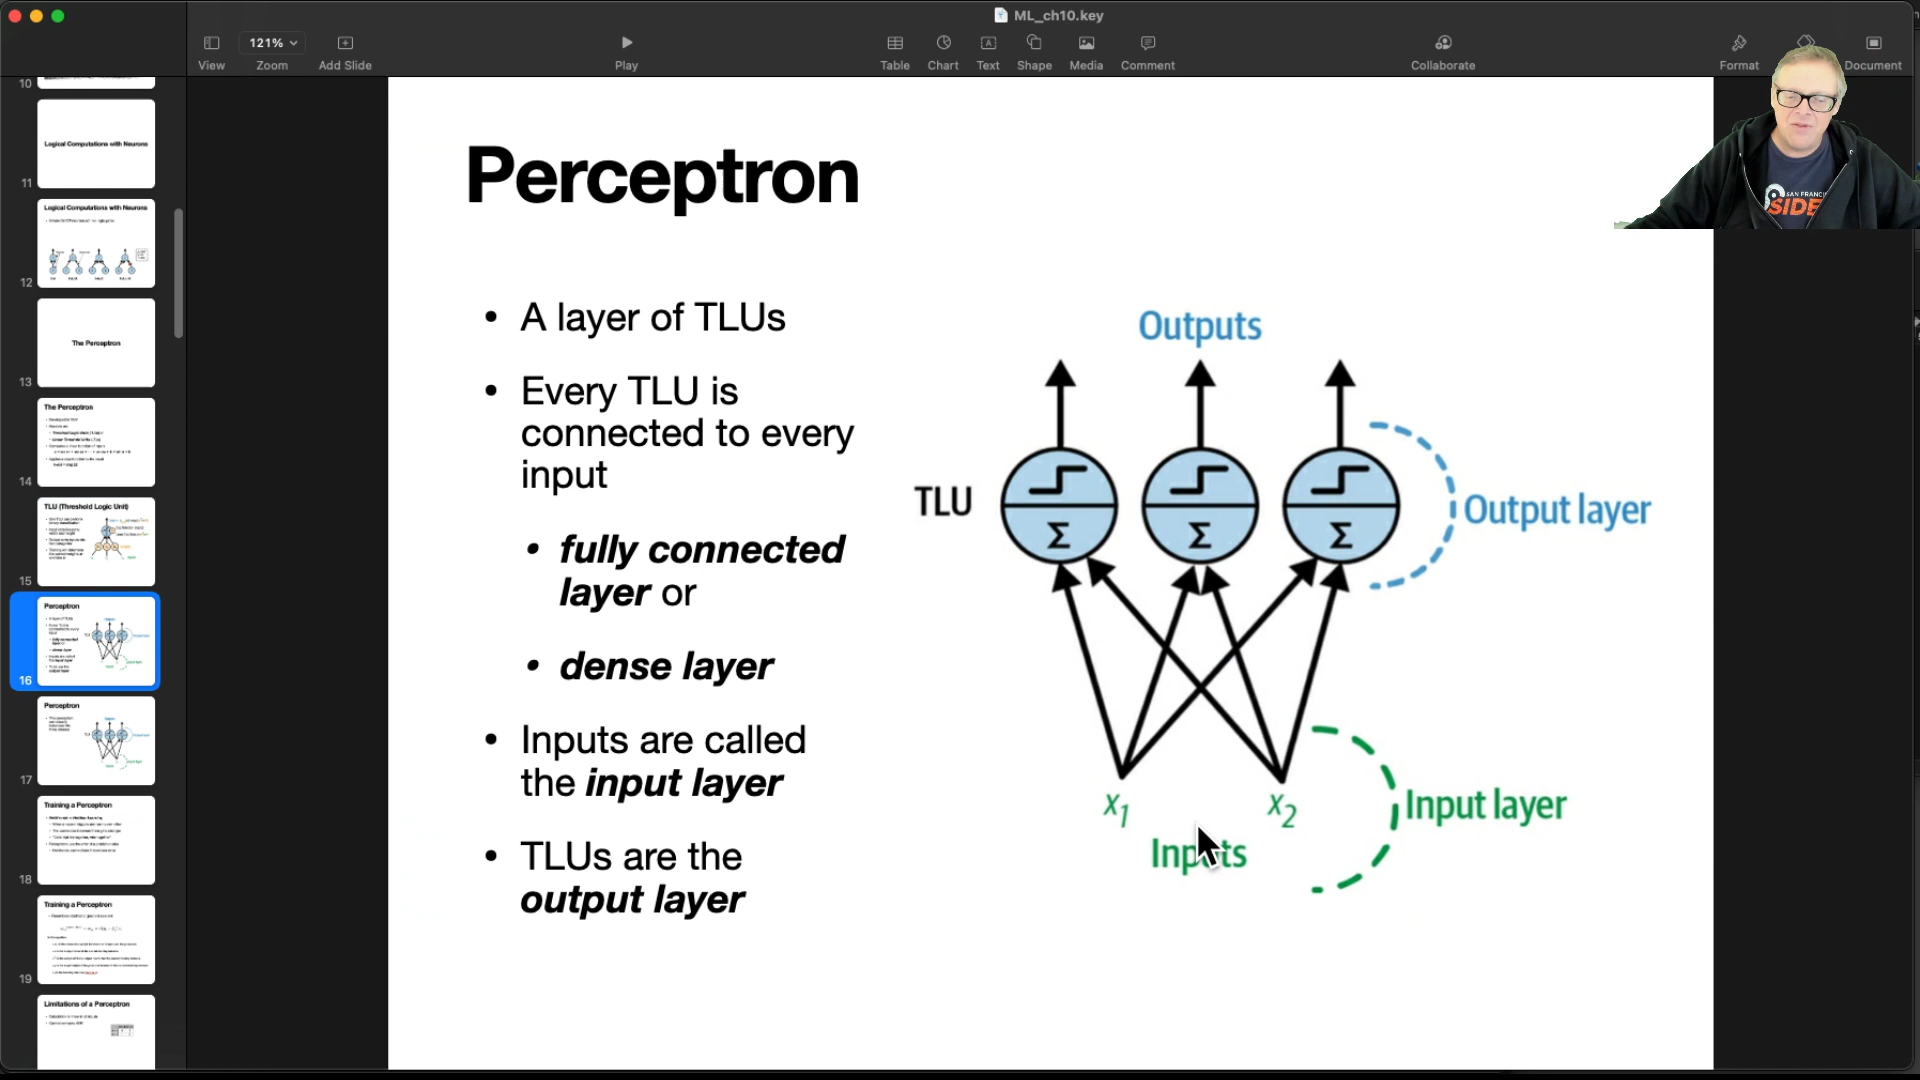 ML_ch10.key
121%
View
Zoom
Add Slide
Play
Table
Chart
Text
Shape
Media
Comment
Collaborate
Format
Document
10
Logical Computations with Neurons
11
Logical Computations with Neurons
12
The Perceptron
13
The Perceptron
14
TLU (Threshold Logic Unit)
15
Perceptron
16
Perceptron
17
Training a Perceptron
18
Training a Perceptron
19
Limitations of a Perceptron
Perceptron
• A layer of TLUs
• Every TLU is
connected to every
input
• fully connected
layer or
• dense layer
• Inputs are called
the input layer
• TLUs are the
output layer
Outputs
TLU
Σ
Σ
Σ
Output layer
x1
x2
Inputs
Input layer
SAN FRANCI
SIDE